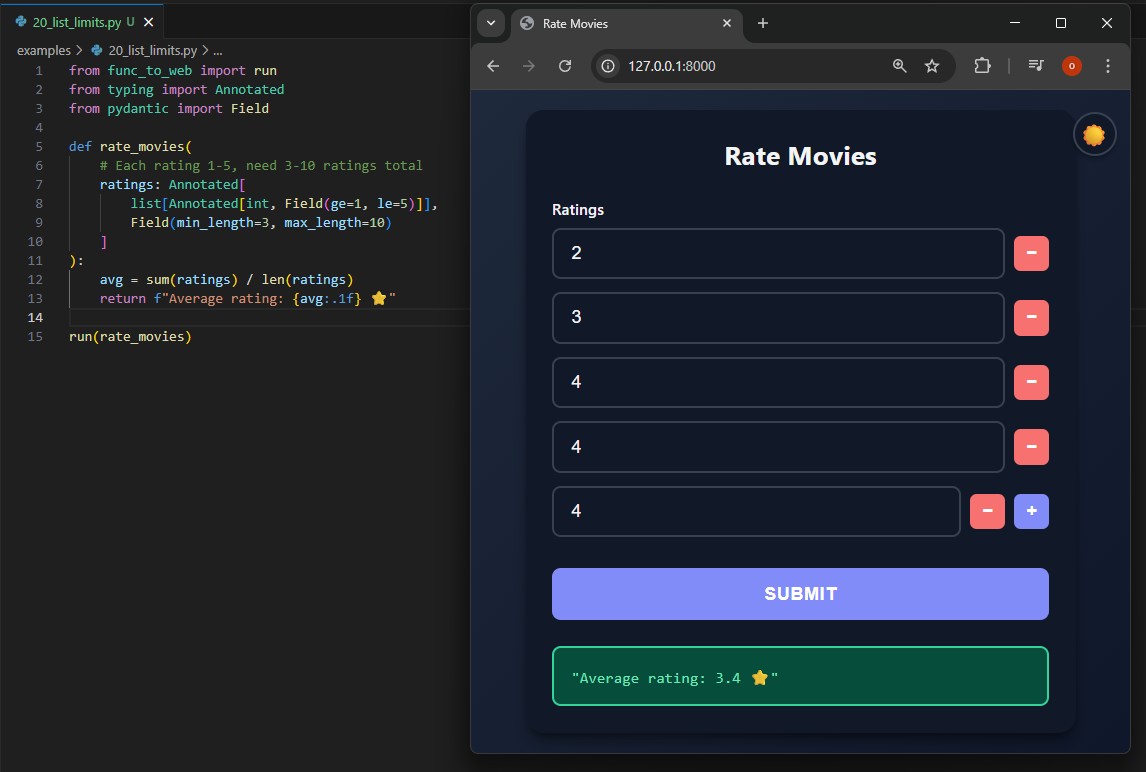 20_list_limits.py U
examples > 20_list_limits.py > ...
1 from func_to_web import run
2 from typing import Annotated
3 from pydantic import Field
4
5 def rate_movies(
6 # Each rating 1-5, need 3-10 ratings total
7 ratings: Annotated[
8 list[Annotated[int, Field(ge=1, le=5)]],
9 Field(min_length=3, max_length=10)
10 ]
11 ):
12 avg = sum(ratings) / len(ratings)
13 return f"Average rating: {avg:.1f} ⭐"
14
15 run(rate_movies)
Rate Movies
127.0.0.1:8000
o
Rate Movies
Ratings
2
3
4
4
4
SUBMIT
"Average rating: 3.4 ⭐"